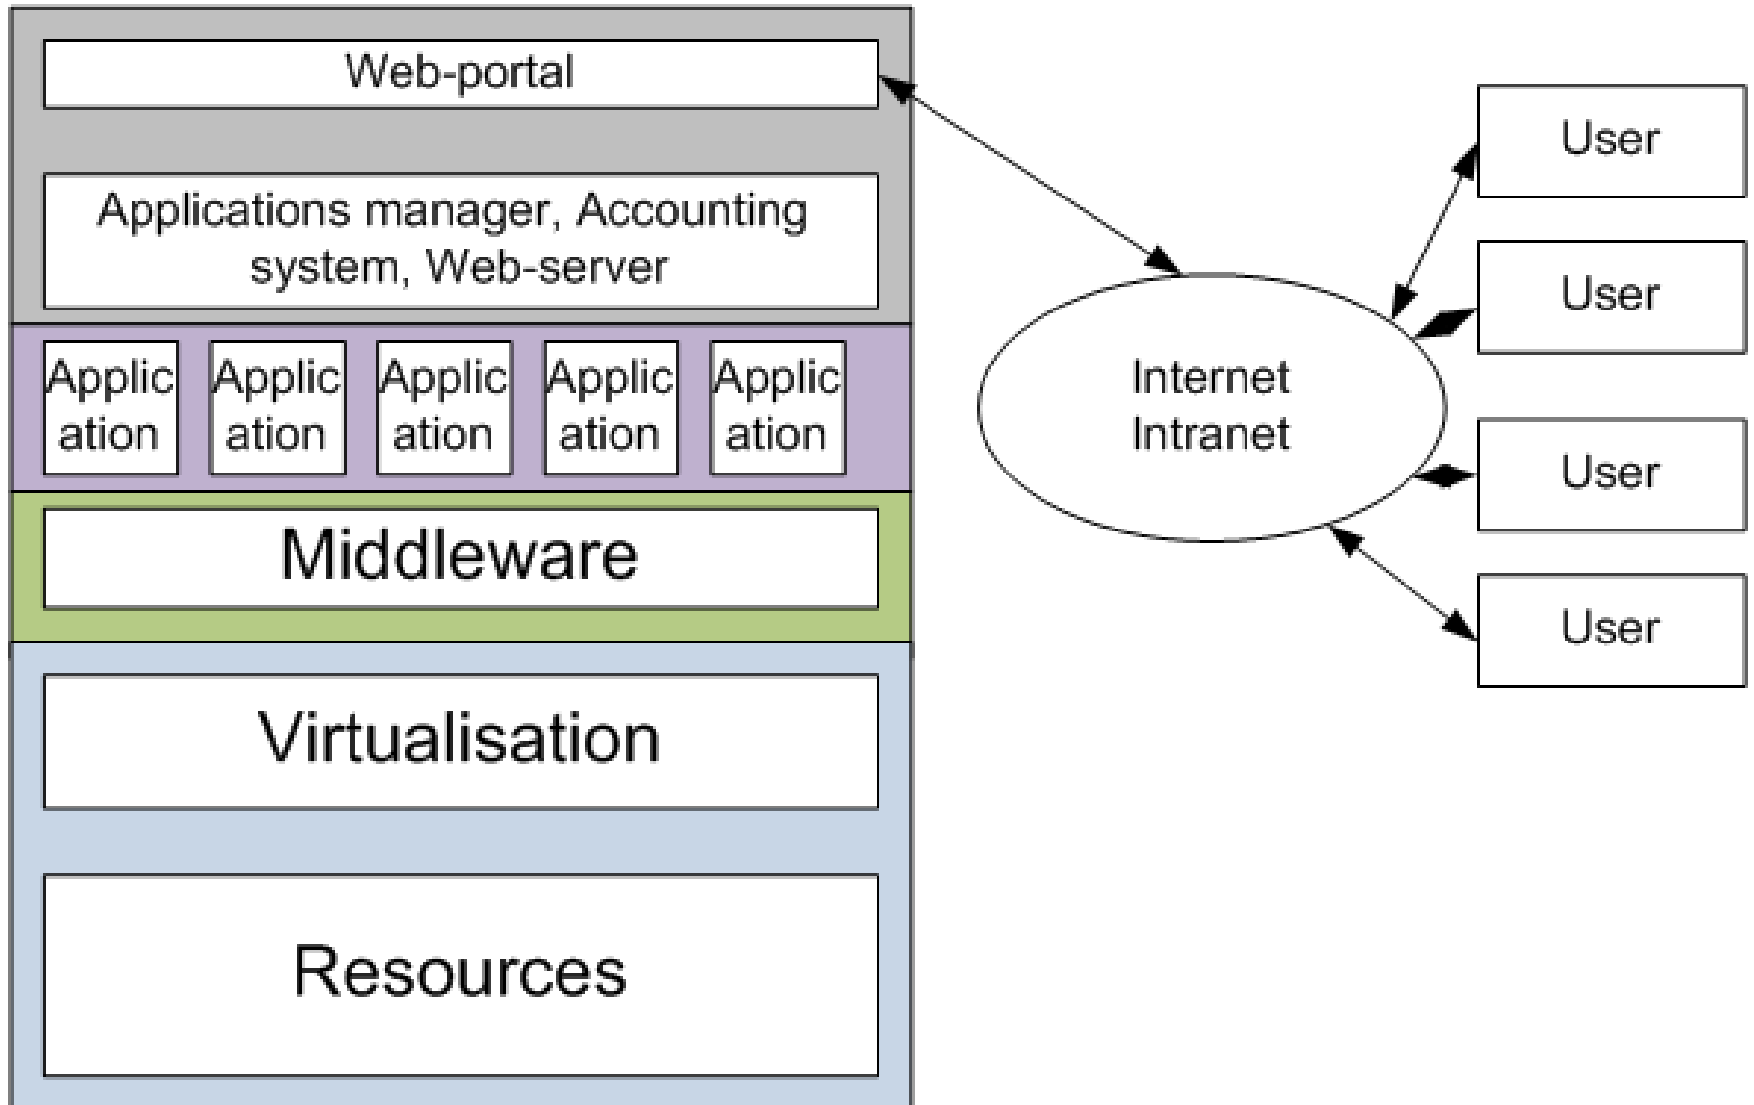 Web-portal
Applications manager, Accounting
system, Web-server
Applic
ation
Applic
ation
Applic
ation
Applic
ation
Applic
ation
Middleware
Virtualisation
Resources
Internet
Intranet
User
User
User
User